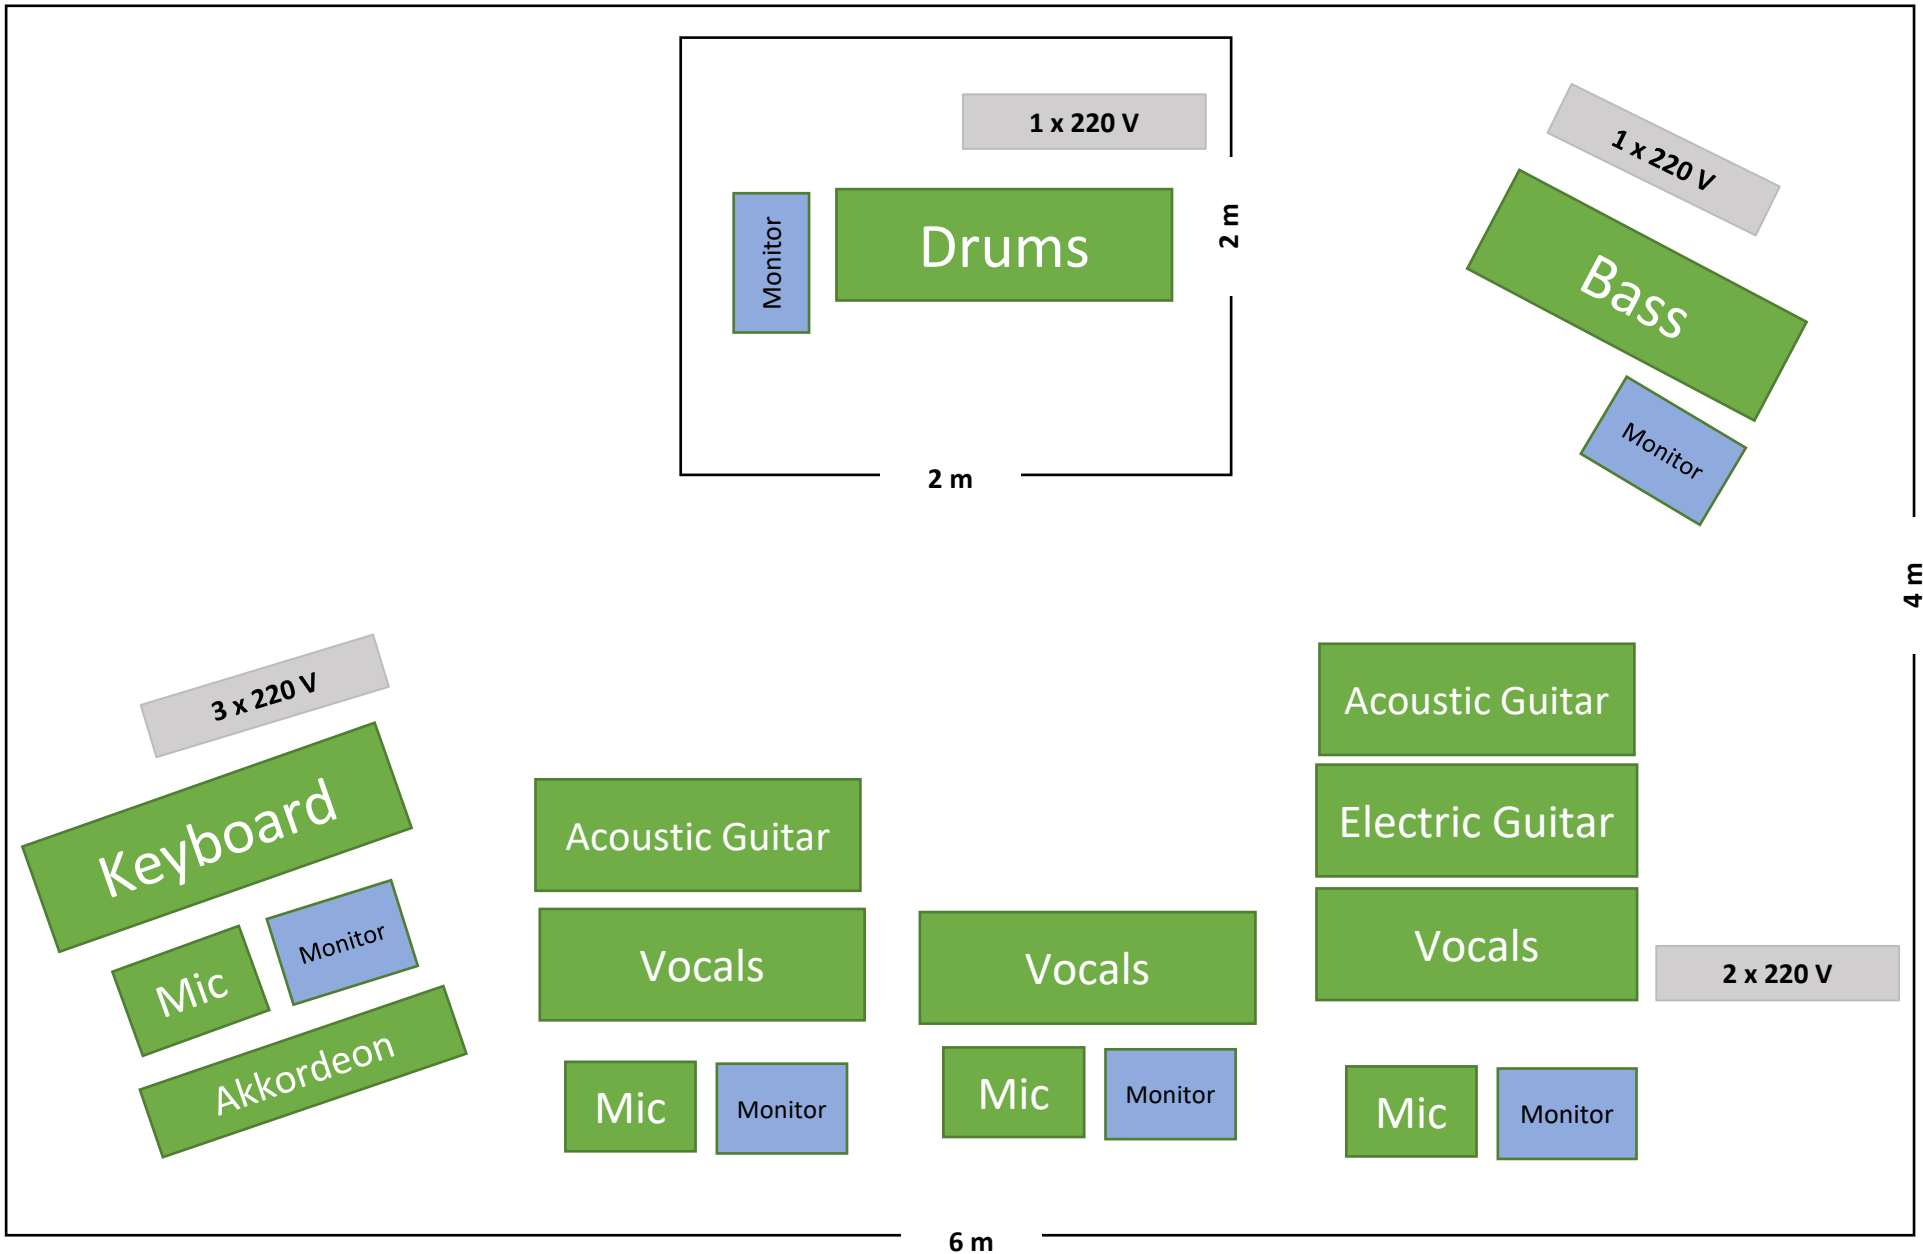 1 x 220 V
1 x 220 V
Monitor
Drums
2 m
Bass
Monitor
2 m
4 m
3 x 220 V
Acoustic Guitar
Keyboard
Acoustic Guitar
Electric Guitar
Mic
Monitor
Vocals
Vocals
Vocals
2 x 220 V
Akkordeon
Mic
Monitor
Mic
Monitor
Mic
Monitor
6 m